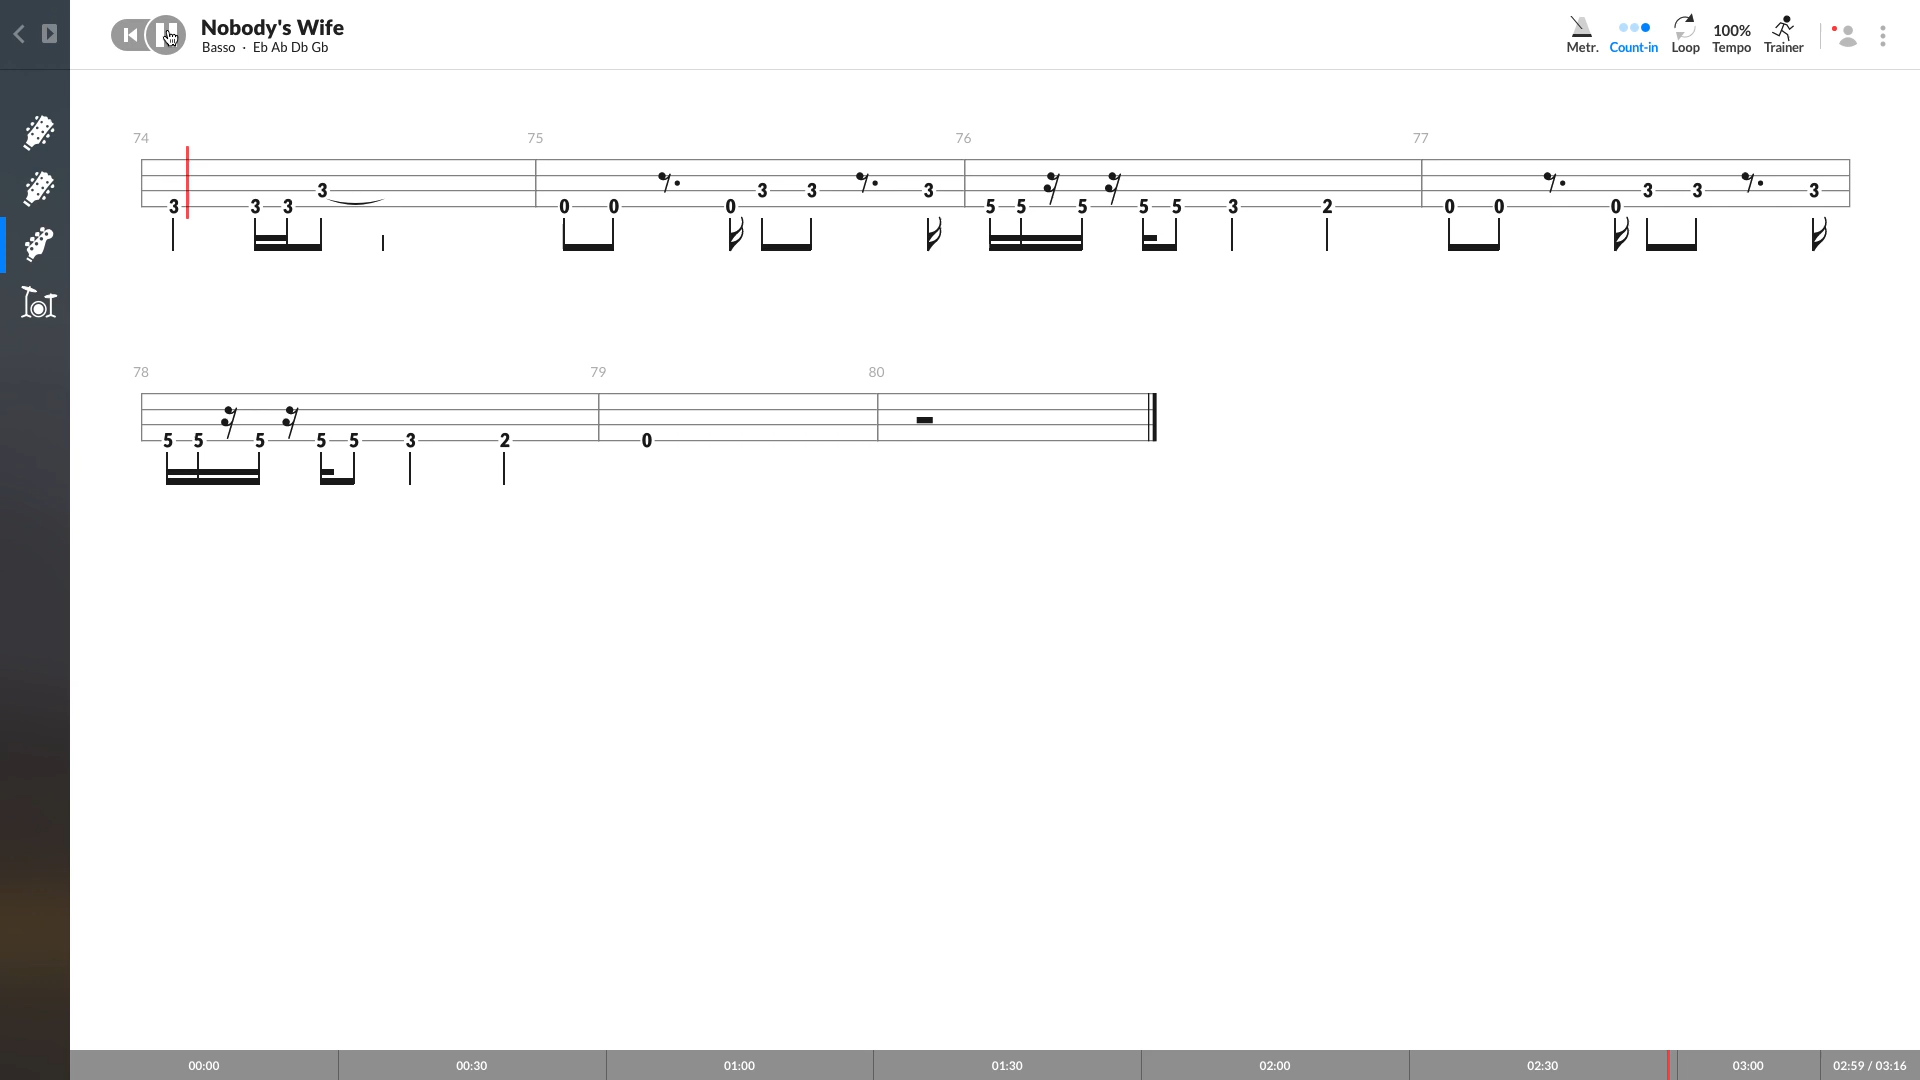 Nobody's Wife
Basso · Eb Ab Db Gb
Metr.
Count-in
Loop
100%
Tempo
Trainer
74 75 76 77
3 3 3 3 0 0 0 3 3 3 5 5 5 5 5 3 2 0 0 0 3 3 3
78 79 80
5 5 5 5 5 3 2 0
00:00 00:30 01:00 01:30 02:00 02:30 03:00 02:59 / 03:16